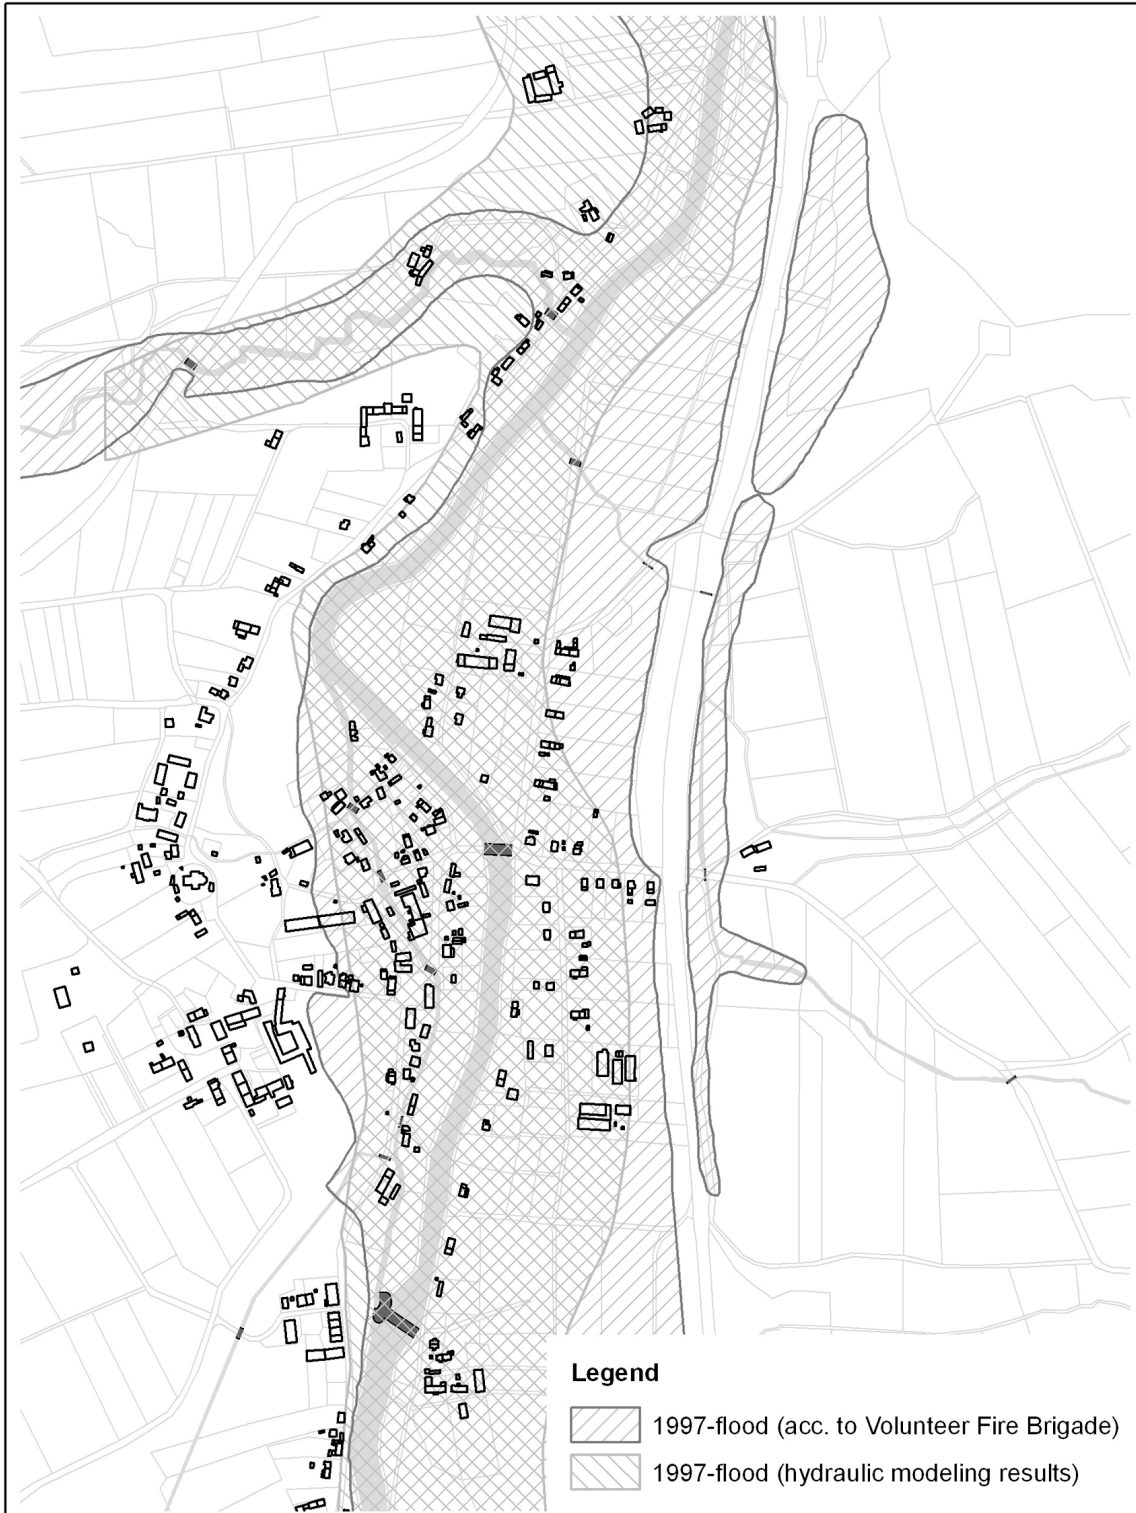 Legend
1997-flood (acc. to Volunteer Fire Brigade)
1997-flood (hydraulic modeling results)